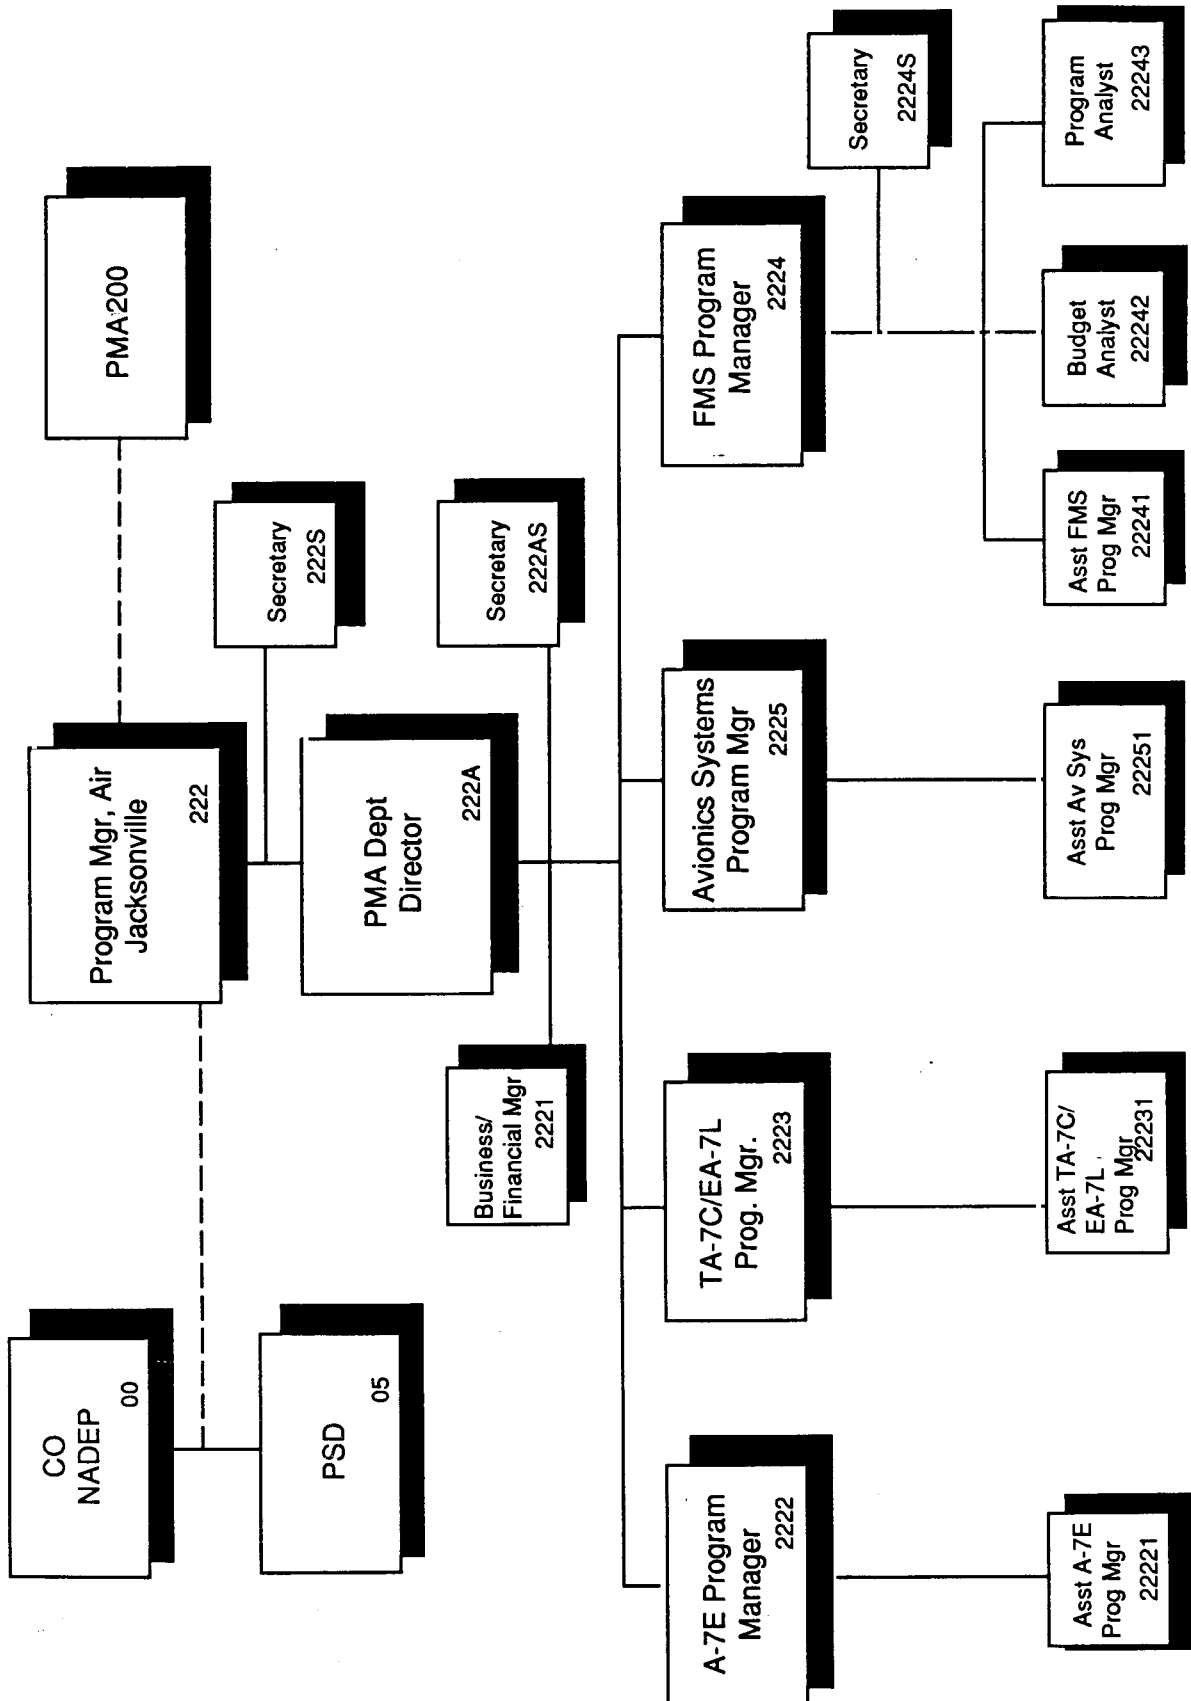 CO
NADEP
00
PSD
05
Program Mgr, Air
Jacksonville
222
PMA200
Secretary
222S
PMA Dept
Director
222A
Secretary
222AS
Business/
Financial Mgr
2221
A-7E Program
Manager
2222
TA-7C/EA-7L
Prog. Mgr.
2223
Avionics Systems
Program Mgr
2225
FMS Program
Manager
2224
Secretary
2224S
Asst A-7E
Prog Mgr
22221
Asst TA-7C/
EA-7L
Prog Mgr
22231
Asst Av Sys
Prog Mgr
22251
Asst FMS
Prog Mgr
22241
Budget
Analyst
22242
Program
Analyst
22243